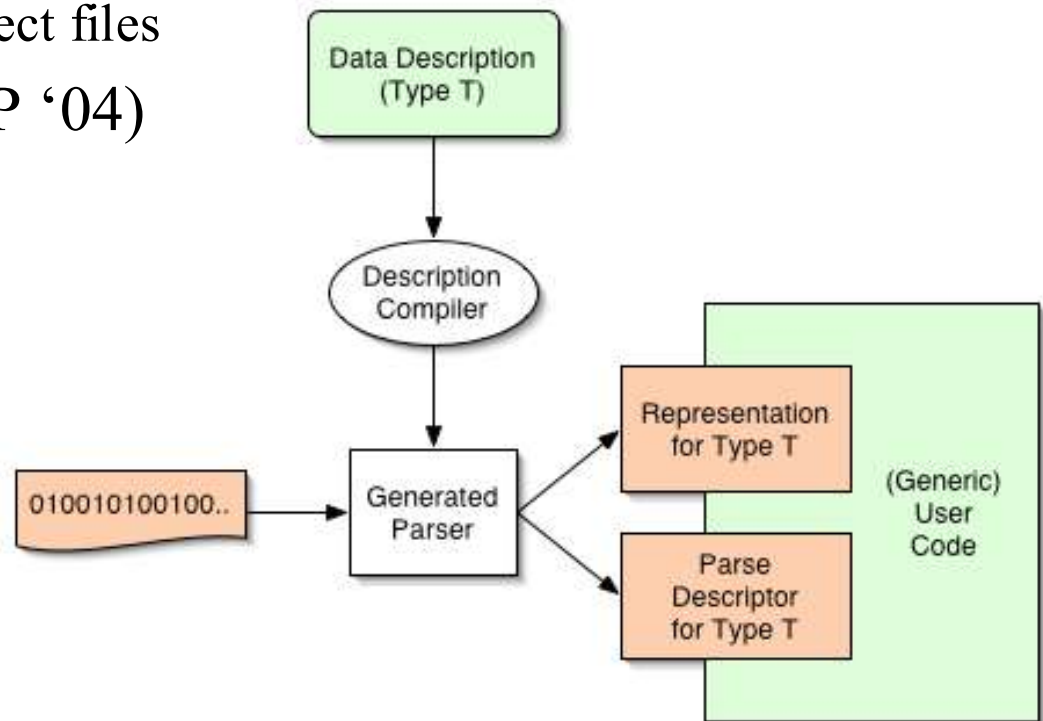 ect files
P ‘04)
Data Description
(Type T)
Description
Compiler
010010100100..
Generated
Parser
Representation
for Type T
(Generic)
User
Code
Parse
Descriptor
for Type T